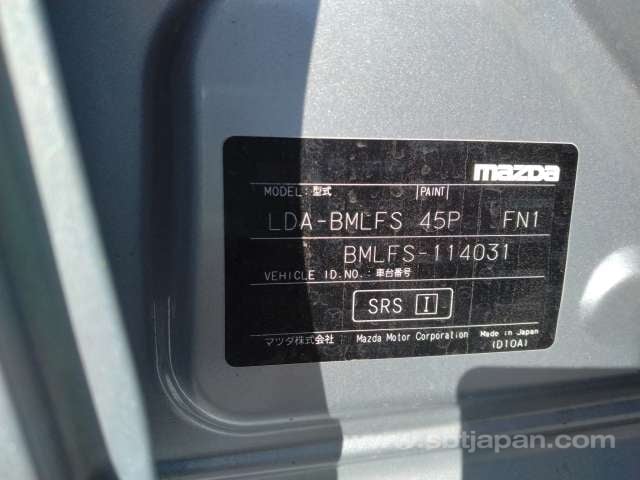 mazda
MODEL:型式 PAINT
LDA-BMLFS 45P FN1
BMLFS-114031
VEHICLE ID.NO.:車台番号
SRS I
マツダ株式会社 Mazda Motor Corporation Made in Japan
(D10A)
www.sbtjapan.com